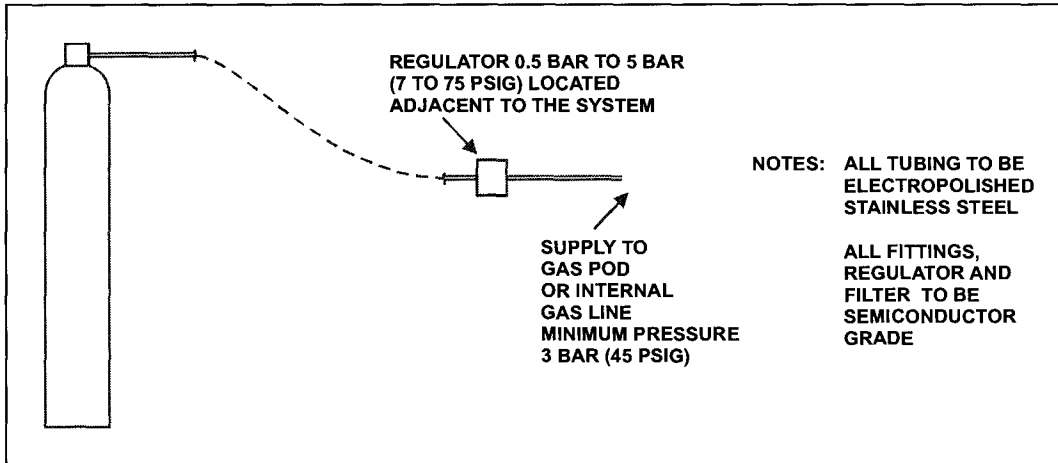 REGULATOR 0.5 BAR TO 5 BAR
(7 TO 75 PSIG) LOCATED
ADJACENT TO THE SYSTEM
SUPPLY TO
GAS POD
OR INTERNAL
GAS LINE
MINIMUM PRESSURE
3 BAR (45 PSIG)
NOTES: ALL TUBING TO BE
ELECTROPOLISHED
STAINLESS STEEL
ALL FITTINGS,
REGULATOR AND
FILTER TO BE
SEMICONDUCTOR
GRADE